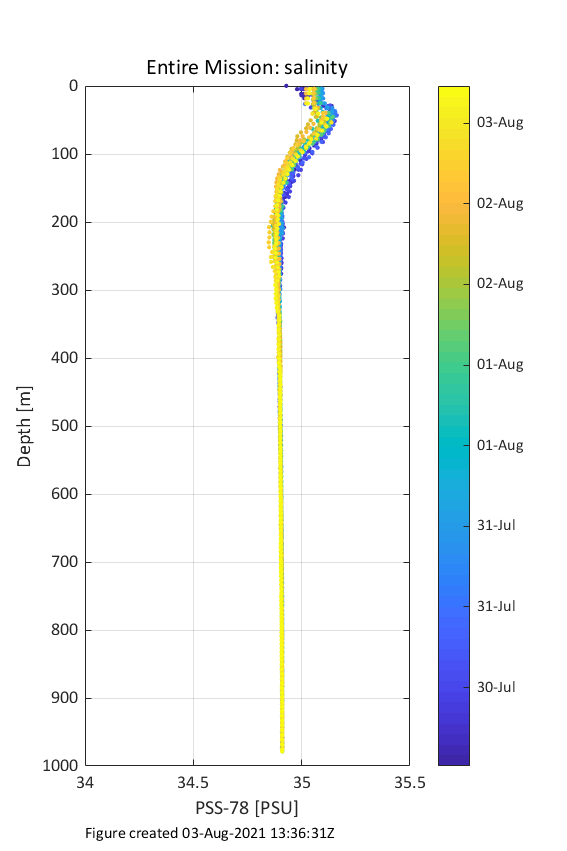 Entire Mission: salinity
0
100
200
300
400
500
600
700
800
900
1000
Depth [m]
34
34.5
35
35.5
PSS-78 [PSU]
03-Aug
02-Aug
02-Aug
01-Aug
01-Aug
31-Jul
31-Jul
30-Jul
Figure created 03-Aug-2021 13:36:31Z